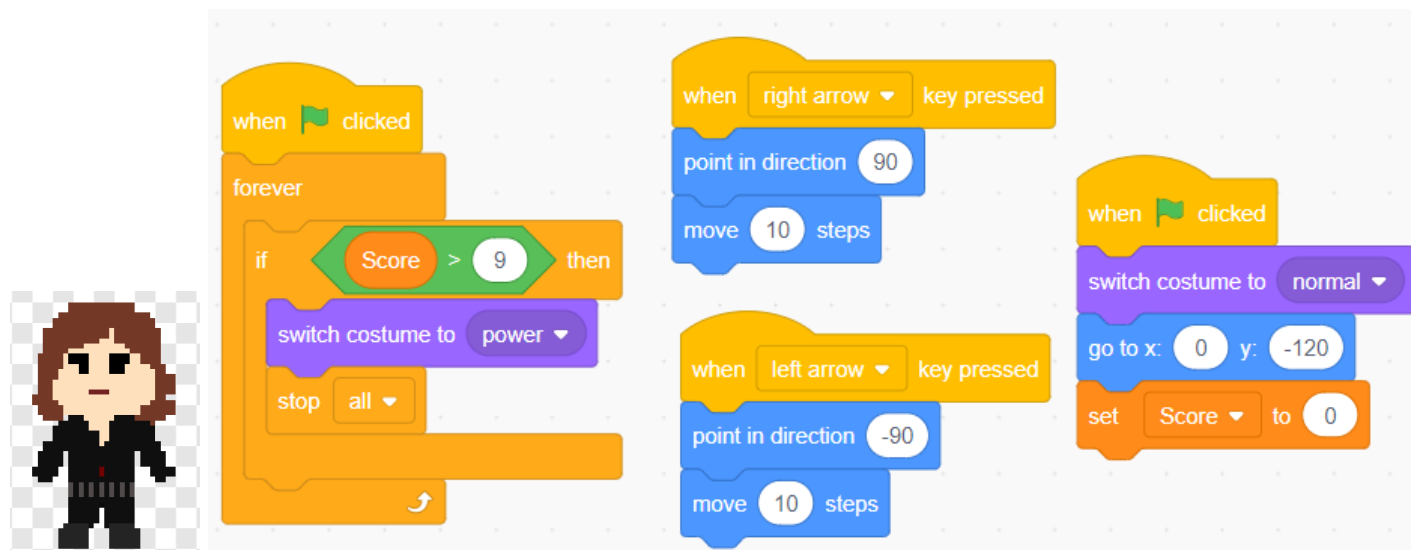 when clicked
forever
if Score > 9 then
switch costume to power
stop all
when right arrow key pressed
point in direction 90
move 10 steps
when left arrow key pressed
point in direction -90
move 10 steps
when clicked
switch costume to normal
go to x: 0 y: -120
set Score to 0